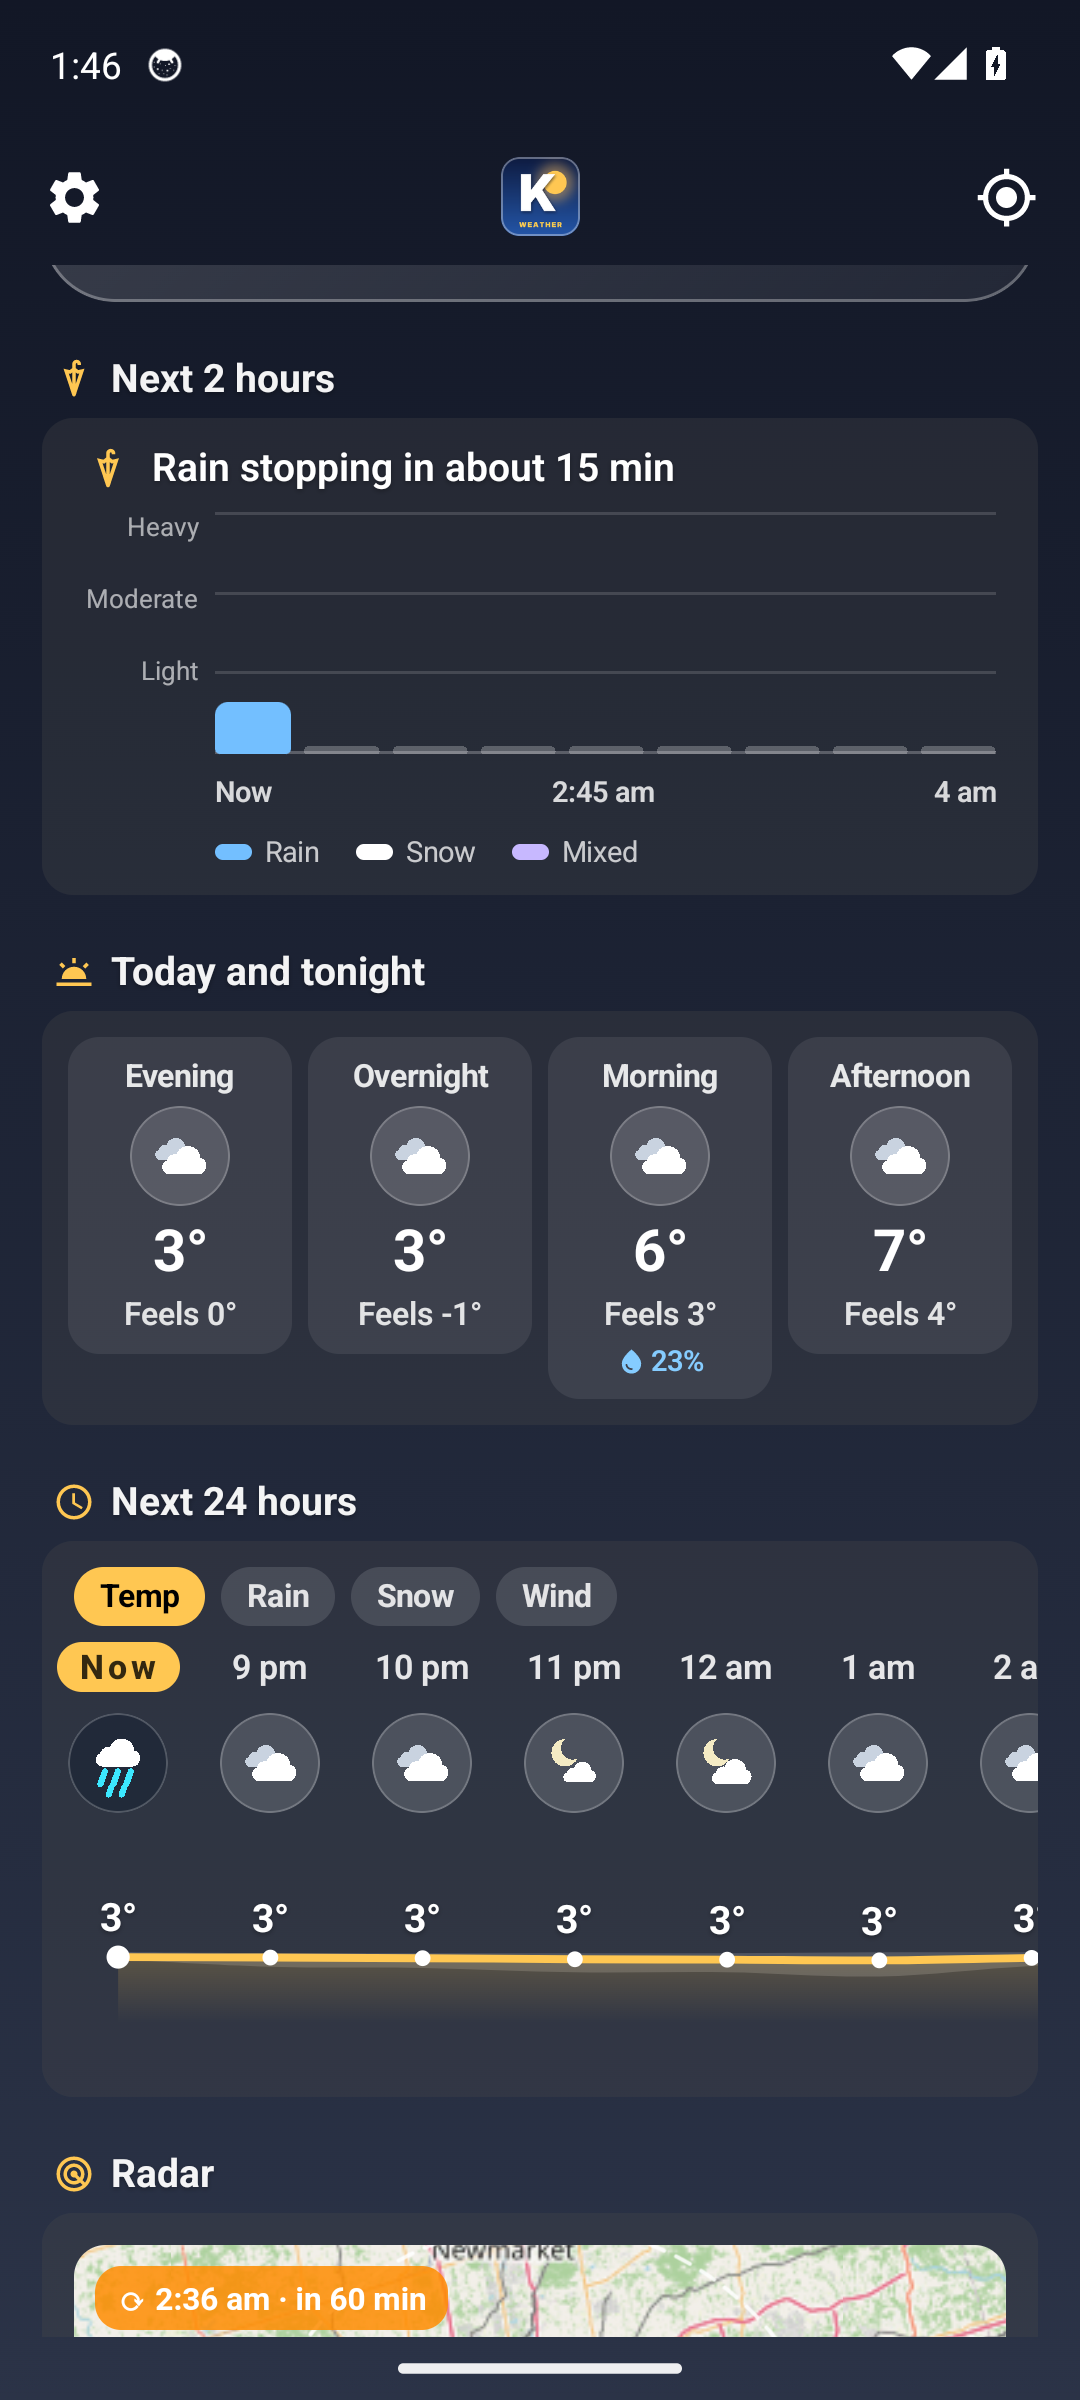 1:46
K
WEATHER
Next 2 hours
Rain stopping in about 15 min
Heavy
Moderate
Light
Now 2:45 am 4 am
Rain Snow Mixed
Today and tonight
Evening Overnight Morning Afternoon
3° 3° 6° 7°
Feels 0° Feels -1° Feels 3° Feels 4°
23%
Next 24 hours
Temp Rain Snow Wind
Now 9 pm 10 pm 11 pm 12 am 1 am 2 a
3° 3° 3° 3° 3° 3° 3°
Radar
Newmarket
2:36 am · in 60 min